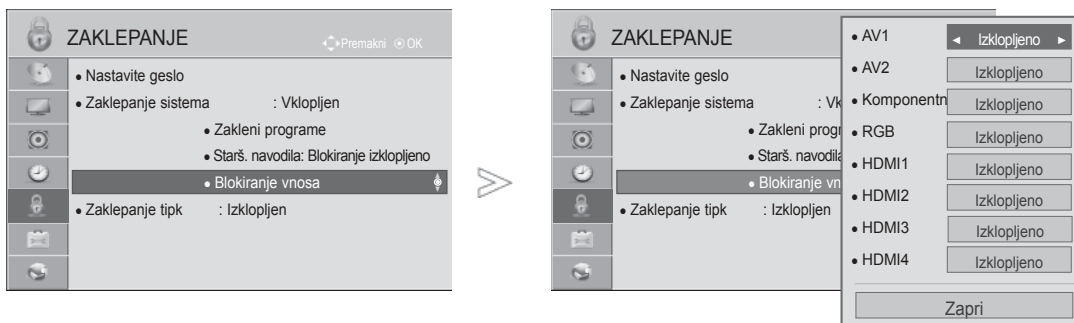 ZAKLEPANJE
Premakni OK
• Nastavite geslo
• Zaklepanje sistema : Vklopljen
• Zakleni programe
• Starš. navodila: Blokiranje izklopljeno
• Blokiranje vnosa
• Zaklepanje tipk : Izklopljen
ZAKLEPANJE
• Nastavite geslo
• Zaklepanje sistema : Vk
• Zakleni progr
• Starš. navodila
• Blokiranje vn
• Zaklepanje tipk : Izklopljen
• AV1 ◄ Izklopljeno ►
• AV2 Izklopljeno
• Komponentn Izklopljeno
• RGB Izklopljeno
• HDMI1 Izklopljeno
• HDMI2 Izklopljeno
• HDMI3 Izklopljeno
• HDMI4 Izklopljeno
Zapri